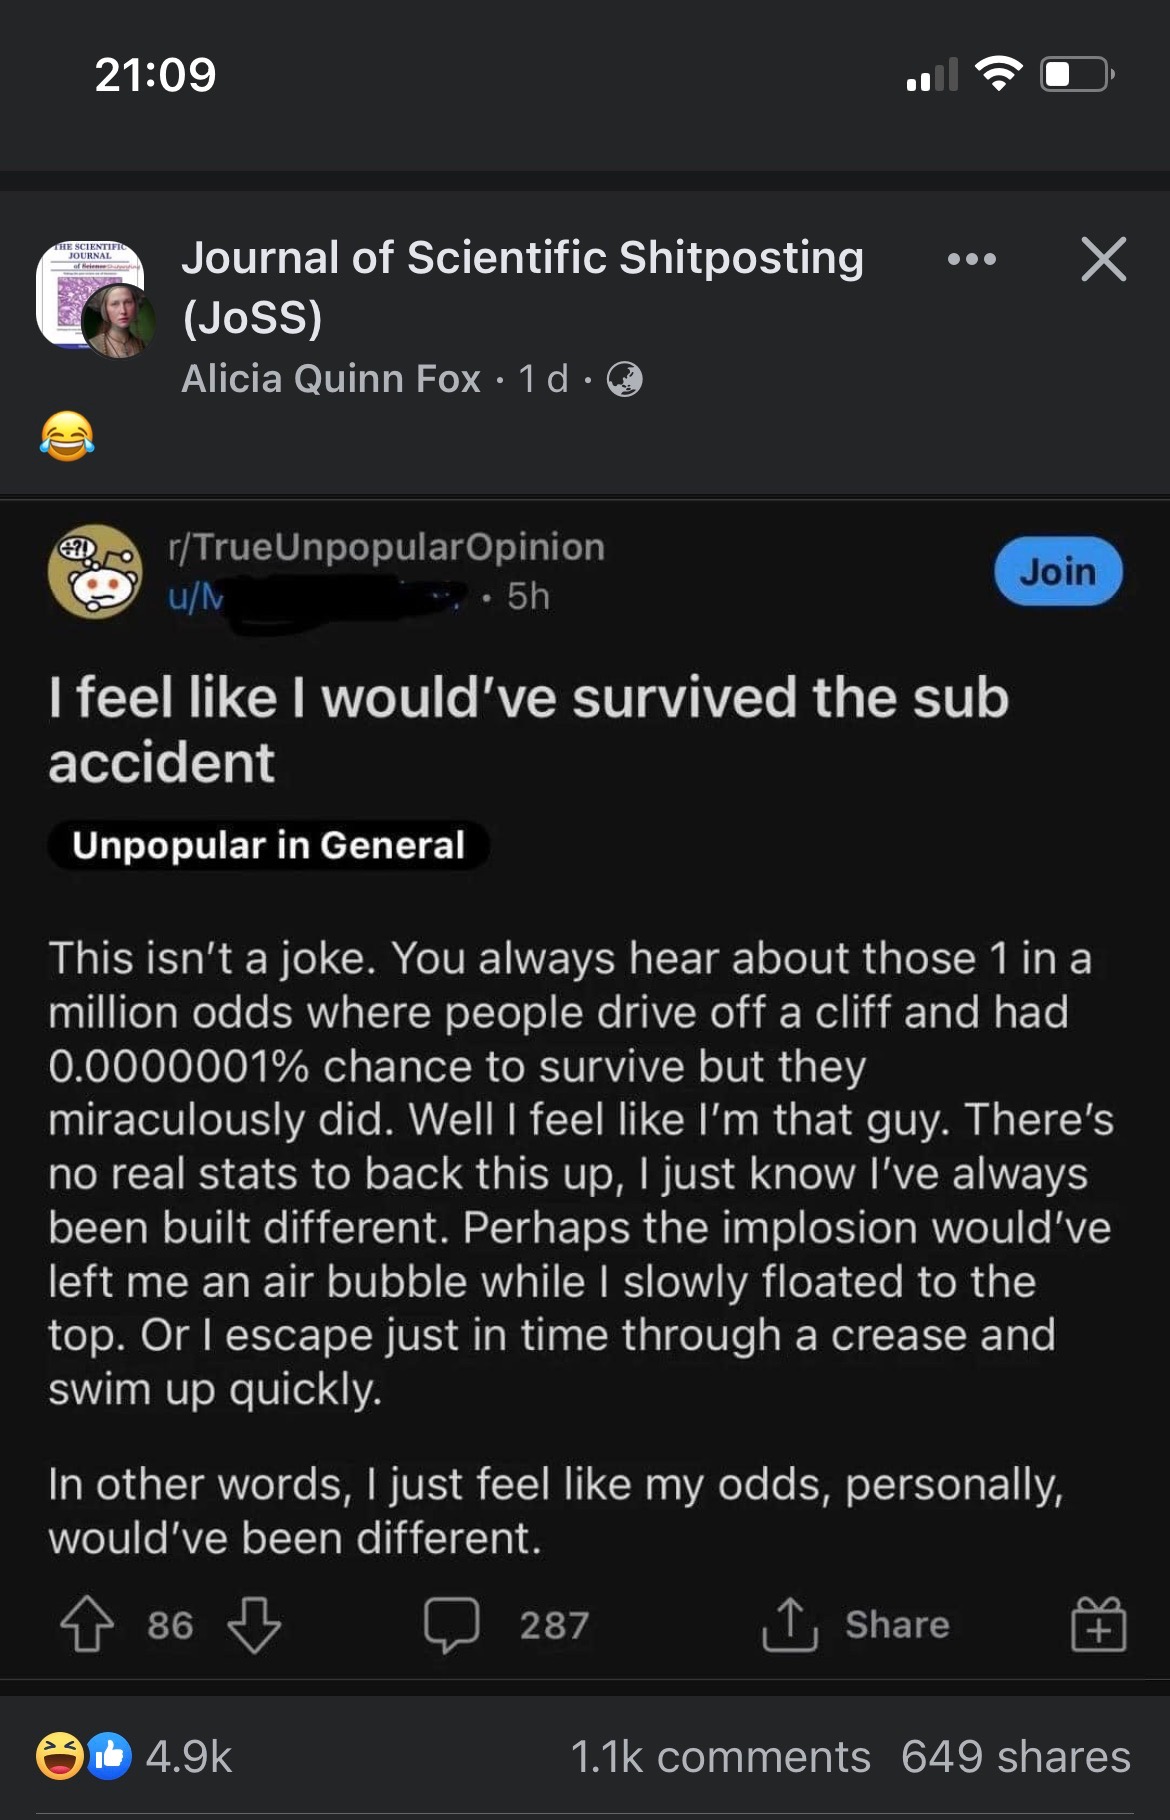 21:09
THE SCIENTIFIC
JOURNAL
Journal of Scientific Shitposting
(JoSS)
Alicia Quinn Fox · 1 d ·
😂
÷?!
r/TrueUnpopularOpinion
u/M • 5h
Join
I feel like I would've survived the sub
accident
Unpopular in General
This isn't a joke. You always hear about those 1 in a
million odds where people drive off a cliff and had
0.0000001% chance to survive but they
miraculously did. Well I feel like I'm that guy. There's
no real stats to back this up, I just know I've always
been built different. Perhaps the implosion would've
left me an air bubble while I slowly floated to the
top. Or I escape just in time through a crease and
swim up quickly.
In other words, I just feel like my odds, personally,
would've been different.
86 287 Share
4.9k 1.1k comments 649 shares